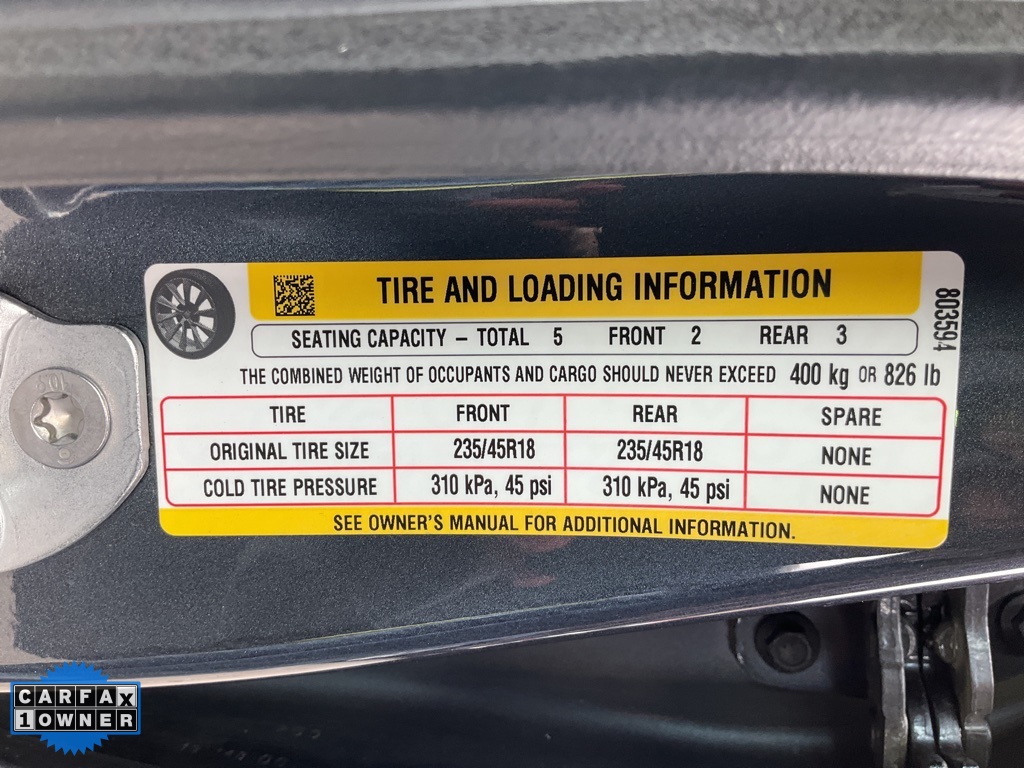 TIRE AND LOADING INFORMATION
803594
SEATING CAPACITY – TOTAL 5 FRONT 2 REAR 3
THE COMBINED WEIGHT OF OCCUPANTS AND CARGO SHOULD NEVER EXCEED 400 kg OR 826 lb
TIRE FRONT REAR SPARE
ORIGINAL TIRE SIZE 235/45R18 235/45R18 NONE
COLD TIRE PRESSURE 310 kPa, 45 psi 310 kPa, 45 psi NONE
SEE OWNER'S MANUAL FOR ADDITIONAL INFORMATION.
CARFAX
1 OWNER